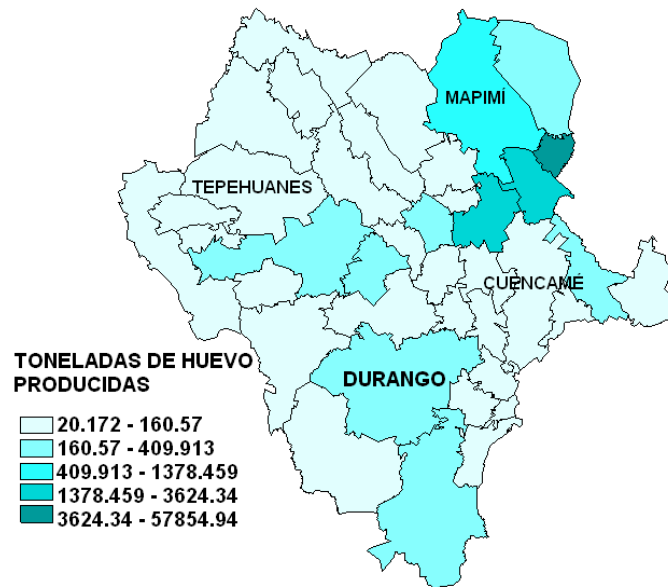 MAPIMÍ
TEPEHUANES
CUENCAMÉ
TONELADAS DE HUEVO
PRODUCIDAS
DURANGO
20.172 - 160.57
160.57 - 409.913
409.913 - 1378.459
1378.459 - 3624.34
3624.34 - 57854.94